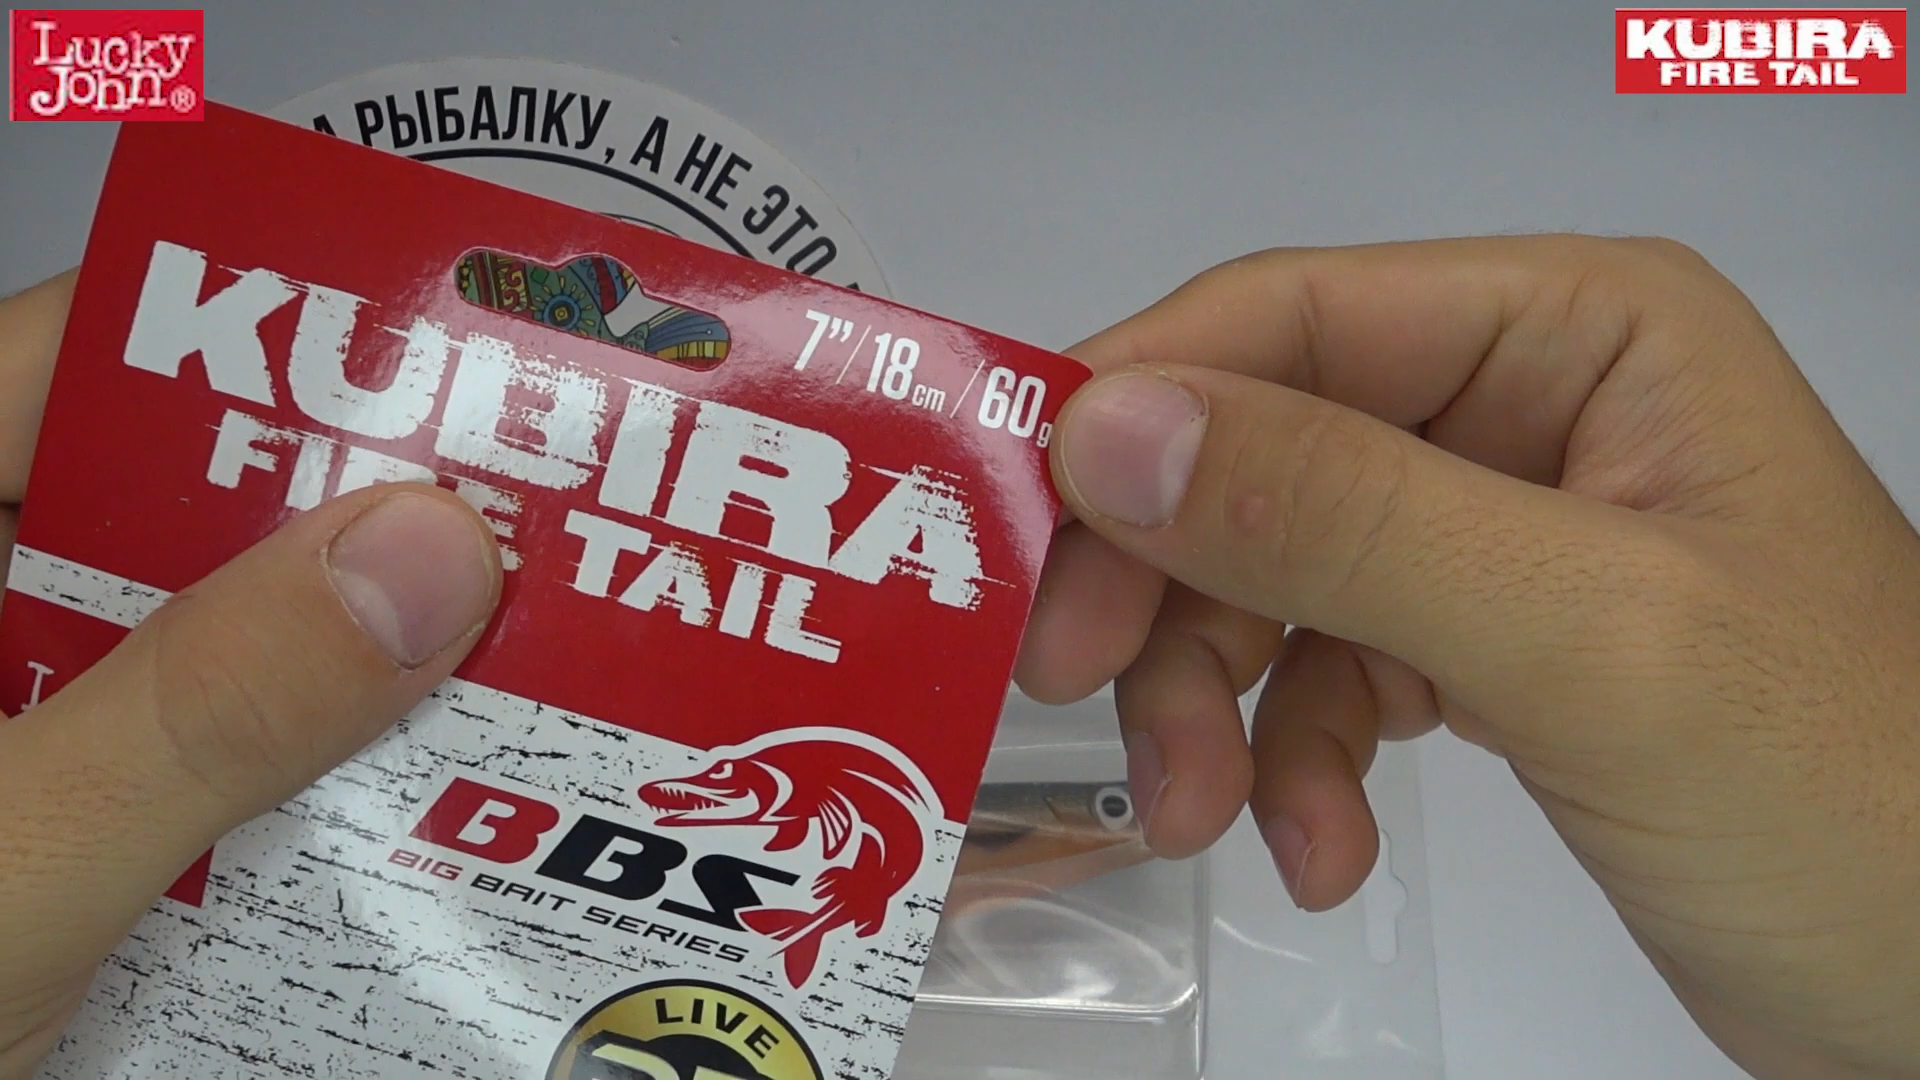 Lucky
John®
KUBIRA
FIRE TAIL
РЫБАЛКУ, А НЕ ЭТО
7”/18cm/60g
KUBIRA
FIRE TAIL
BBS
BIG BAIT SERIES
LIVE